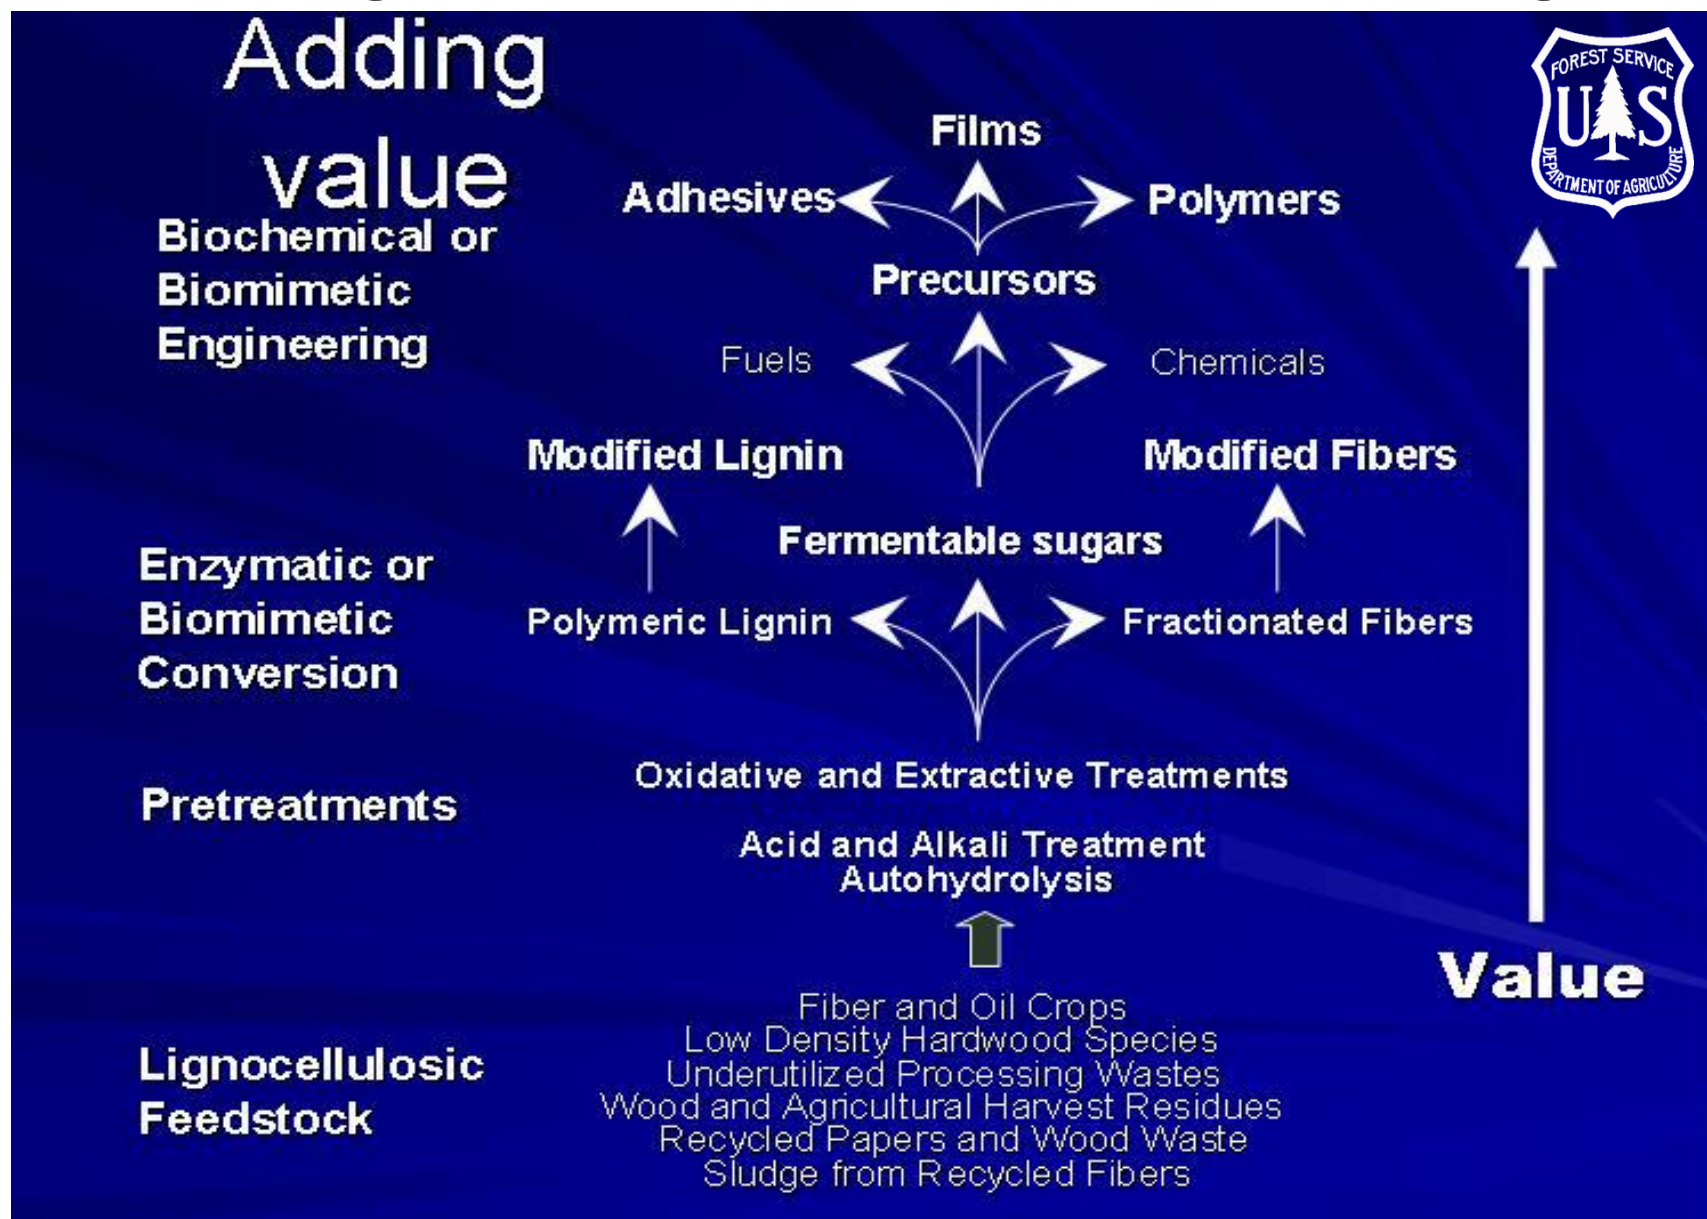 Adding
value
FOREST SERVICE
U S
DEPARTMENT OF AGRICULTURE
Films
Adhesives
Polymers
Biochemical or
Biomimetic
Engineering
Precursors
Fuels
Chemicals
Modified Lignin
Modified Fibers
Fermentable sugars
Enzymatic or
Biomimetic
Conversion
Polymeric Lignin
Fractionated Fibers
Pretreatments
Oxidative and Extractive Treatments
Acid and Alkali Treatment
Autohydrolysis
Value
Lignocellulosic
Feedstock
Fiber and Oil Crops
Low Density Hardwood Species
Underutilized Processing Wastes
Wood and Agricultural Harvest Residues
Recycled Papers and Wood Waste
Sludge from Recycled Fibers